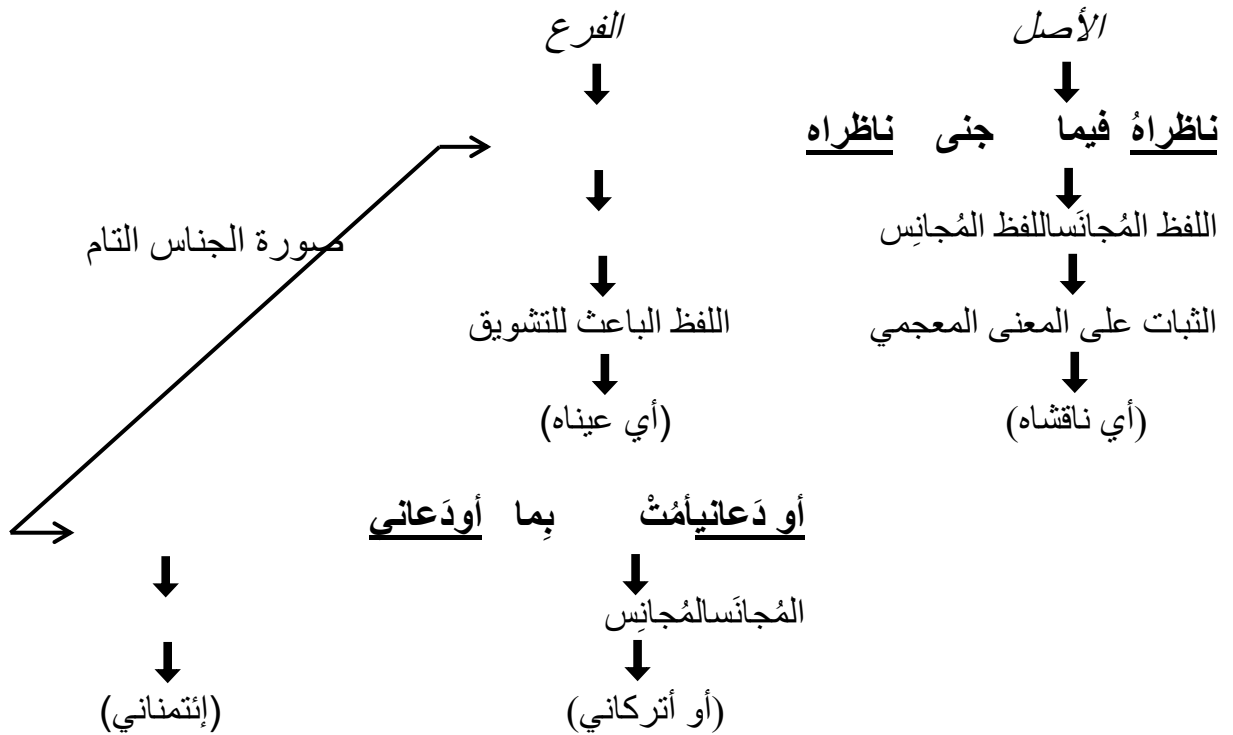 الأصل الفرع
ناظراهُ فيما جنى ناظراه
صورة الجناس التام
اللفظ المُجانَساللفظ المُجانِس
الثبات على المعنى المعجمي اللفظ الباعث للتشويق
(أي ناقشاه) (أي عيناه)
أو دَعانيأمُتْ بِما أودَعاني
المُجانَسالمُجانِس
(أو أتركاني) (إئتمناني)